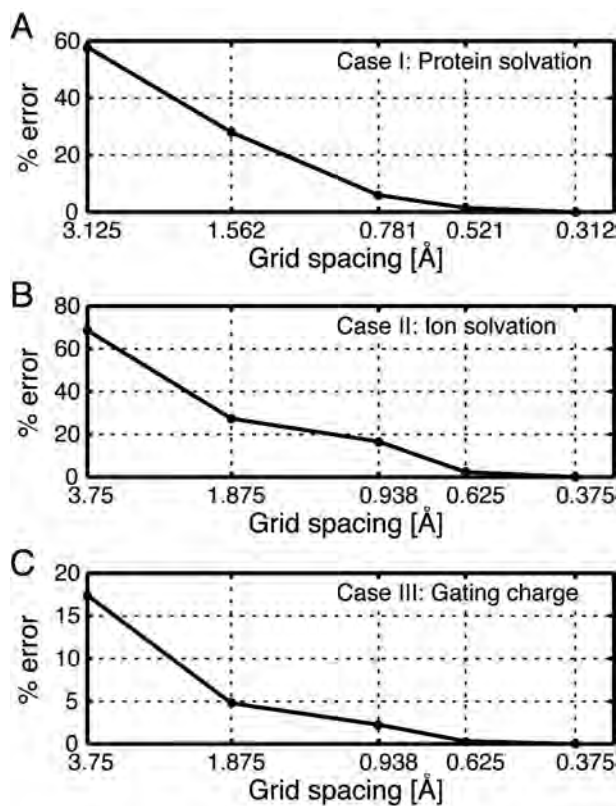 A
Case I: Protein solvation
% error
60
40
20
0
3.125 1.562 0.781 0.521 0.312
Grid spacing [Å]
B
Case II: Ion solvation
% error
80
60
40
20
0
3.75 1.875 0.938 0.625 0.375
Grid spacing [Å]
C
Case III: Gating charge
% error
20
15
10
5
0
3.75 1.875 0.938 0.625 0.375
Grid spacing [Å]